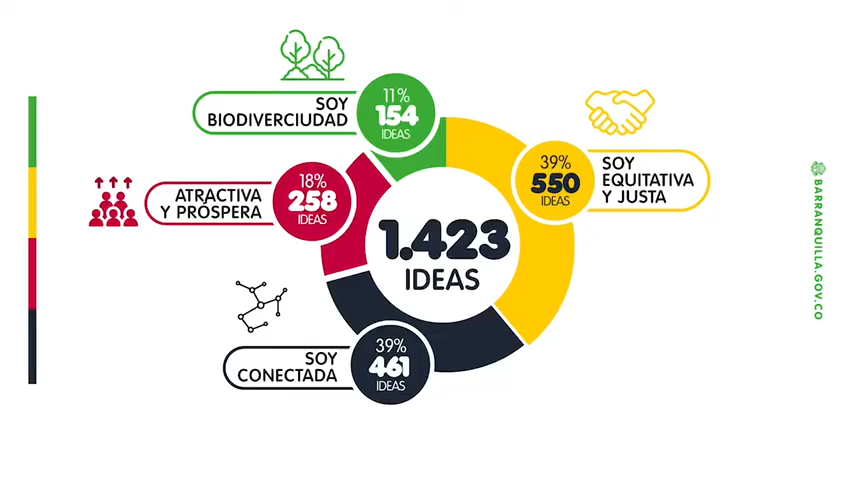 SOY
BIODIVERCIUDAD
11%
154
IDEAS
39%
550
IDEAS
SOY
EQUITATIVA
Y JUSTA
ATRACTIVA
Y PRÓSPERA
18%
258
IDEAS
1.423
IDEAS
SOY
CONECTADA
39%
461
IDEAS
BARRANQUILLA.GOV.CO